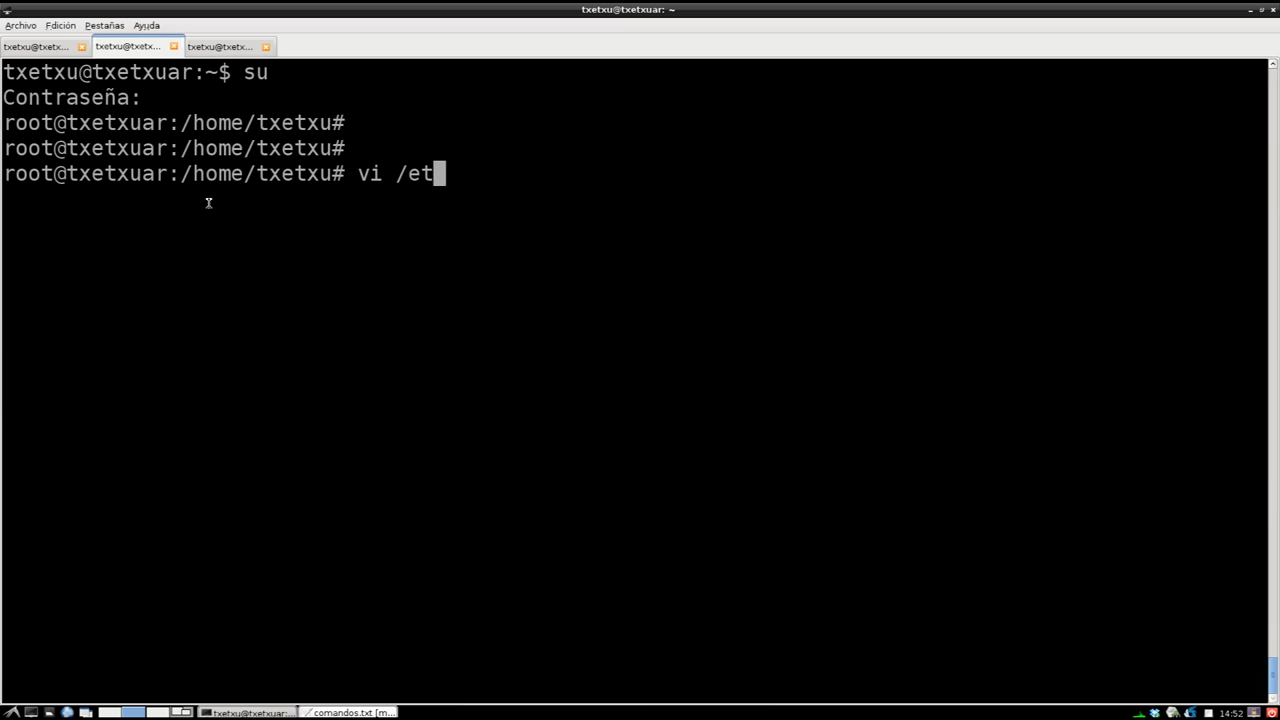 txetxu@txetxuar: ~
Archivo Edición Pestañas Ayuda
txetxu@txetx... txetxu@txetx... txetxu@txetx...
txetxu@txetxuar:~$ su
Contraseña:
root@txetxuar:/home/txetxu#
root@txetxuar:/home/txetxu#
root@txetxuar:/home/txetxu# vi /et
txetxu@txetxuar:... comandos.txt [m... 14:52